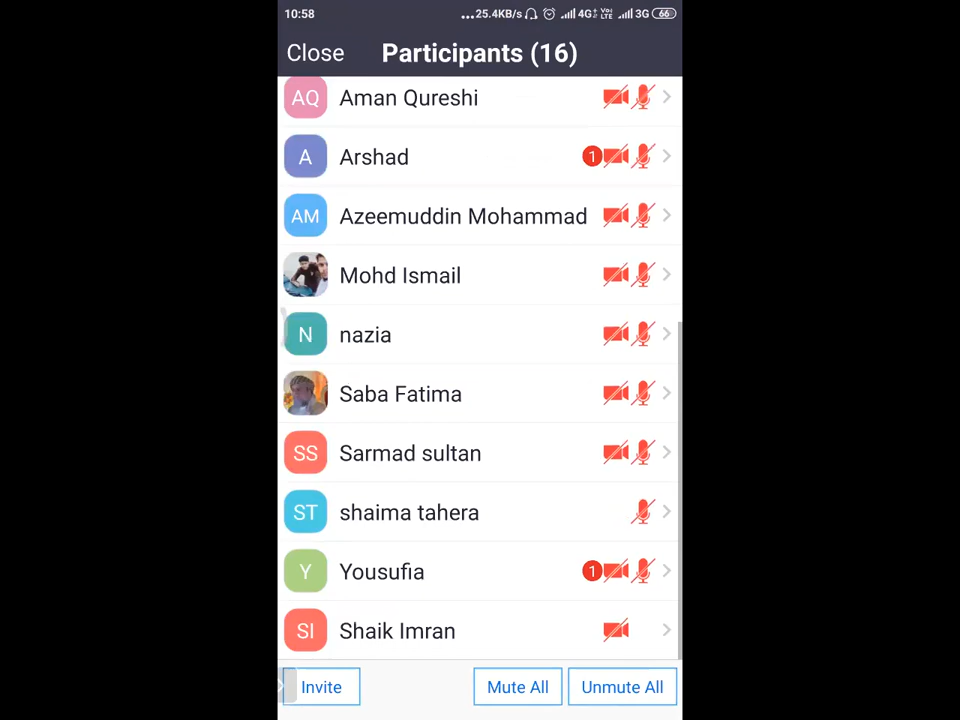 10:58 ...25.4KB/s 4G+ Vo) LTE 3G 66
Close Participants (16)
AQ Aman Qureshi
A Arshad 1
AM Azeemuddin Mohammad
Mohd Ismail
N nazia
Saba Fatima
SS Sarmad sultan
ST shaima tahera
Y Yousufia 1
SI Shaik Imran
Invite Mute All Unmute All